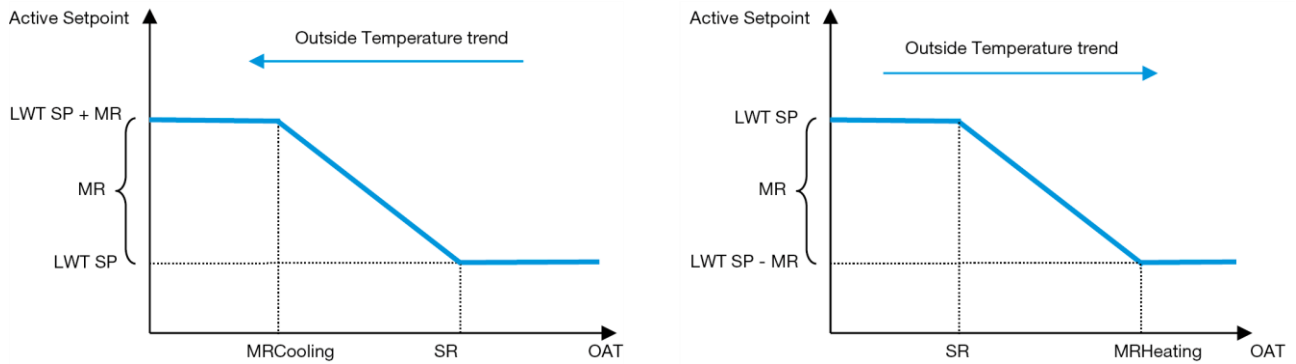 Active Setpoint
Outside Temperature trend
LWT SP + MR
MR
LWT SP
MRCooling
SR
OAT
Active Setpoint
Outside Temperature trend
LWT SP
MR
LWT SP - MR
SR
MRHeating
OAT